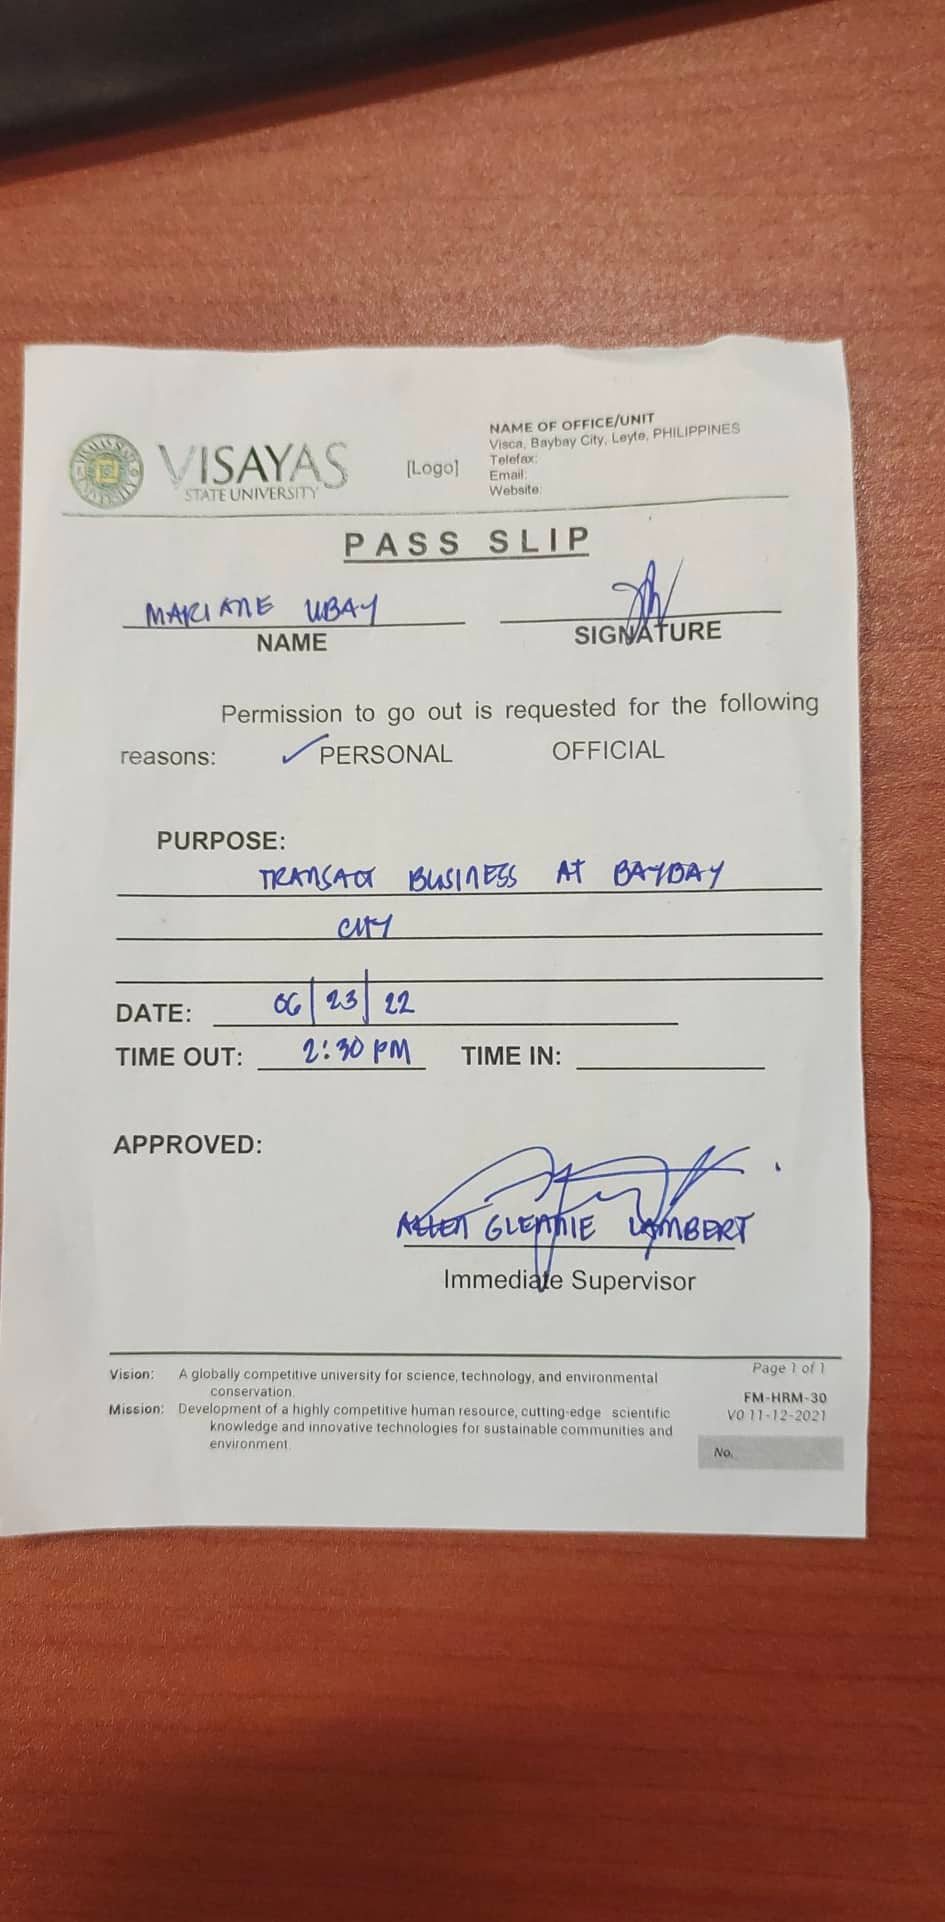 VISAYAS STATE UNIVERSITY
VISAYAS
STATE UNIVERSITY
[Logo]
NAME OF OFFICE/UNIT
Visca, Baybay City, Leyte, PHILIPPINES
Telefax:
Email:
Website:
PASS SLIP
MARIANE UBAY
NAME
SIGNATURE
Permission to go out is requested for the following
reasons: ✓ PERSONAL OFFICIAL
PURPOSE:
TRANSACT BUSINESS AT BAYBAY
CITY
DATE: 06|23|22
TIME OUT: 2:30 PM TIME IN:
APPROVED:
ALLEN GLENNIE LAMBERT
Immediate Supervisor
Vision: A globally competitive university for science, technology, and environmental
conservation.
Mission: Development of a highly competitive human resource, cutting-edge scientific
knowledge and innovative technologies for sustainable communities and
environment.
Page 1 of 1
FM-HRM-30
V0 11-12-2021
No.